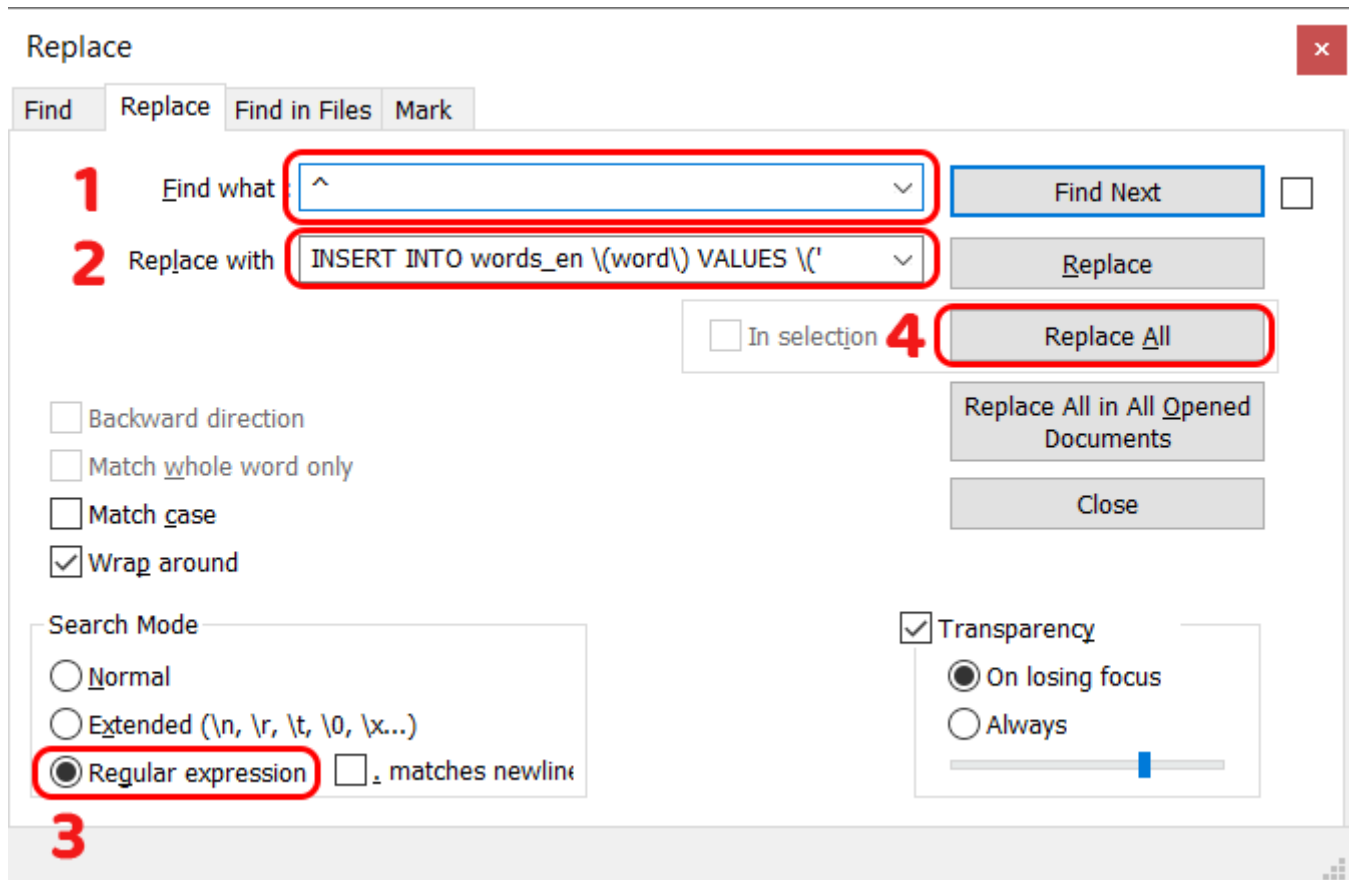 Replace
Find Replace Find in Files Mark
1 Find what : ^ Find Next
2 Replace with INSERT INTO words_en \(word\) VALUES \(' Replace
In selection 4 Replace All
Backward direction Replace All in All Opened
Documents
Match whole word only
Match case Close
Wrap around
Search Mode Transparency
Normal On losing focus
Extended (\n, \r, \t, \0, \x...) Always
Regular expression . matches newline
3